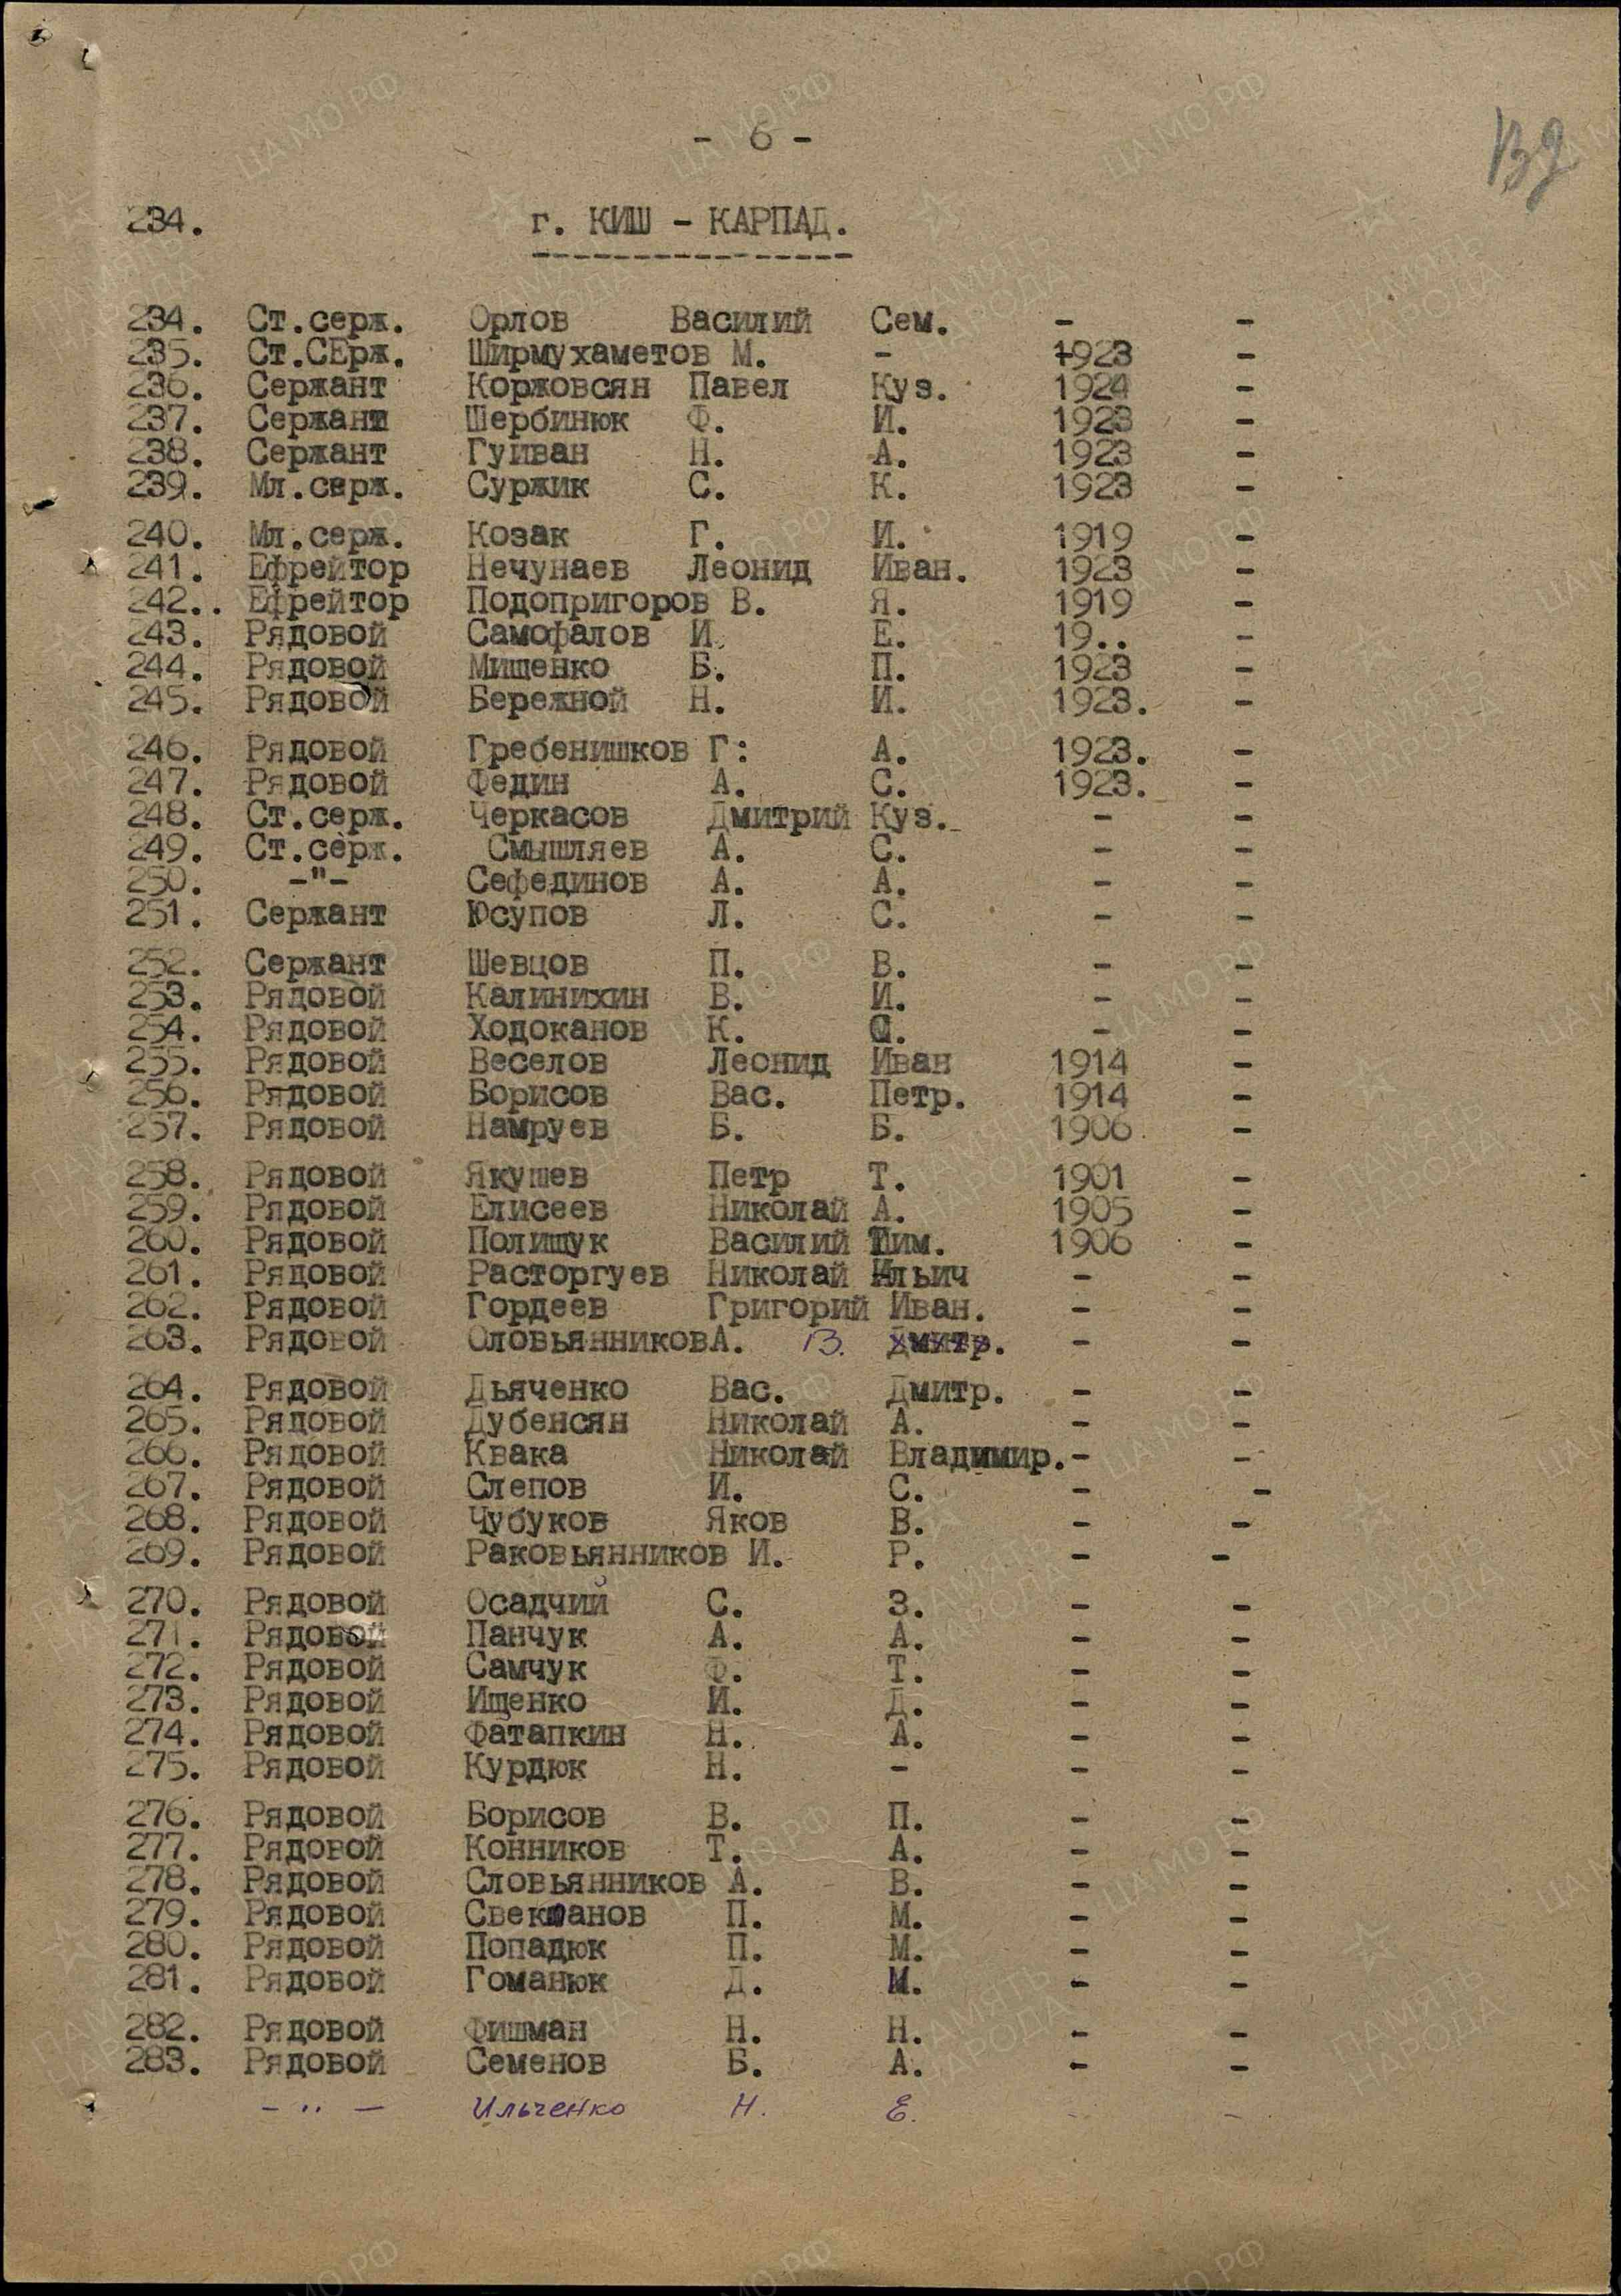 - 6 -
234. г. КИШ - КАРПАД.
234. Ст.серж. Орлов Василий Сем. - -
235. Ст.СЕрж. Ширмухаметов М. - 1923 -
236. Сержант Коржовсян Павел Куз. 1924 -
237. Сержант Шербинюк Ф. И. 1923 -
238. Сержант Гуиван Н. А. 1923 -
239. Мл.серж. Суржик С. К. 1923 -
240. Мл.серж. Козак Г. И. 1919 -
241. Ефрейтор Нечунаев Леонид Иван. 1923 -
242.. Ефрейтор Подопригоров В. Я. 1919 -
243. Рядовой Самофалов И. Е. 19.. -
244. Рядовой Мишенко Б. П. 1923 -
245. Рядовой Бережной Н. И. 1923. -
246. Рядовой Гребенишков Г: А. 1923. -
247. Рядовой Федин А. С. 1923. -
248. Ст.серж. Черкасов Дмитрий Куз. - -
249. Ст.серж. Смышляев А. С. - -
250. -"- Сефединов А. А. - -
251. Сержант Юсупов Л. С. - -
252. Сержант Шевцов П. В. - -
253. Рядовой Калинихин В. И. - -
254. Рядовой Ходоканов К. - -
255. Рядовой Веселов Леонид Иван 1914 -
256. Рядовой Борисов Вас. Петр. 1914 -
257. Рядовой Намруев Б. Б. 1906 -
258. Рядовой Якушев Петр Т. 1901 -
259. Рядовой Елисеев Николай А. 1905 -
260. Рядовой Полищук Василий Тим. 1906 -
261. Рядовой Расторгуев Николай Ильич - -
262. Рядовой Гордеев Григорий Иван. - -
263. Рядовой ОловьянниковА. В. Дмитр. - -
264. Рядовой Дьяченко Вас. Дмитр. - -
265. Рядовой Дубенсян Николай А. - -
266. Рядовой Квака Николай Владимир.- -
267. Рядовой Слепов И. С. - -
268. Рядовой Чубуков Яков В. - -
269. Рядовой Раковьянников И. Р. - -
270. Рядовой Осадчий С. З. - -
271. Рядовой Панчук А. А. - -
272. Рядовой Самчук Ф. Т. - -
273. Рядовой Ищенко И. Д. - -
274. Рядовой Фатапкин Н. А. - -
275. Рядовой Курдюк Н. - - -
276. Рядовой Борисов В. П. - -
277. Рядовой Конников Т. А. - -
278. Рядовой Словьянников А. В. - -
279. Рядовой П. М. - -
280. Рядовой Попадюк П. М. - -
281. Рядовой Гоманюк Д. М. - -
282. Рядовой Фишман Н. Н. - -
283. Рядовой Семенов Б. А. - -
- " - Ильченко Н. Е. - -